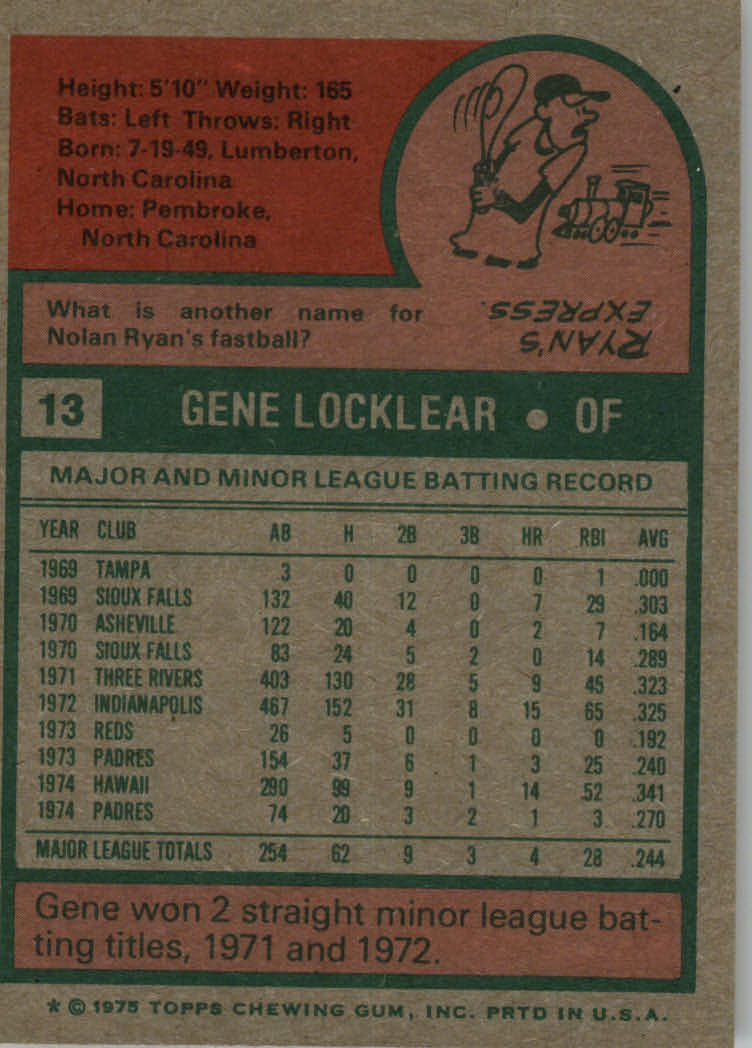 Height: 5'10" Weight: 165
Bats: Left Throws: Right
Born: 7-19-49, Lumberton,
North Carolina
Home: Pembroke,
North Carolina
What is another name for
Nolan Ryan's fastball?
RYAN'S
EXPRESS.
13 GENE LOCKLEAR • OF
MAJOR AND MINOR LEAGUE BATTING RECORD
YEAR CLUB AB H 2B 3B HR RBI AVG
1969 TAMPA 3 0 0 0 0 1 .000
1969 SIOUX FALLS 132 40 12 0 7 29 .303
1970 ASHEVILLE 122 20 4 0 2 7 .164
1970 SIOUX FALLS 83 24 5 2 0 14 .289
1971 THREE RIVERS 403 130 28 5 9 45 .323
1972 INDIANAPOLIS 467 152 31 8 15 65 .325
1973 REDS 26 5 0 0 0 0 .192
1973 PADRES 154 37 6 1 3 25 .240
1974 HAWAII 290 99 9 1 14 52 .341
1974 PADRES 74 20 3 2 1 3 .270
MAJOR LEAGUE TOTALS 254 62 9 3 4 28 .244
Gene won 2 straight minor league bat-
ting titles, 1971 and 1972.
* © 1975 TOPPS CHEWING GUM, INC. PRTD IN U.S.A.